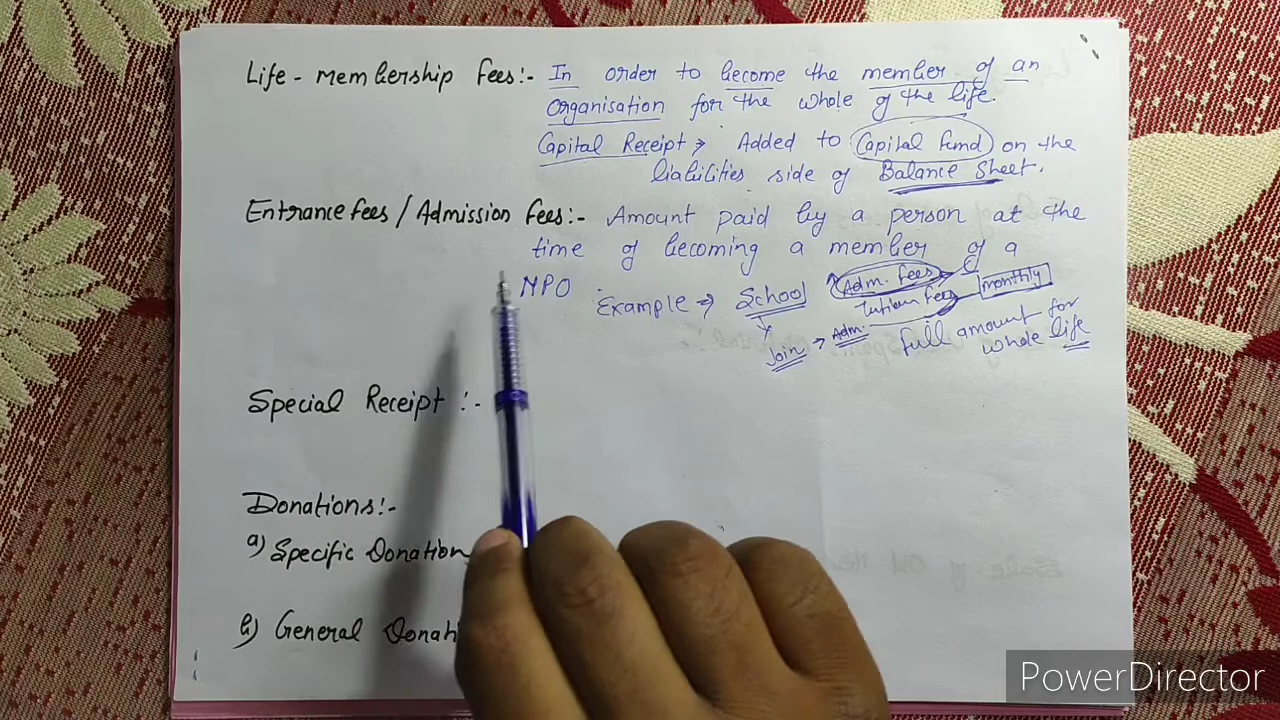 Life - membership fees:- In order to become the member of an
Organisation for the whole of the life.
Capital Receipt → Added to Capital Fund on the
liabilities side of Balance Sheet.
Entrance fees / Admission fees:- Amount paid by a person at the
time of becoming a member of a
NPO
Example ⇒ School
Adm. fees
Tution fees
monthly
Join → Adm.
full amount for
whole life
Special Receipt :-
Donations:-
a) Specific Donation
b) General Donati
PowerDirector